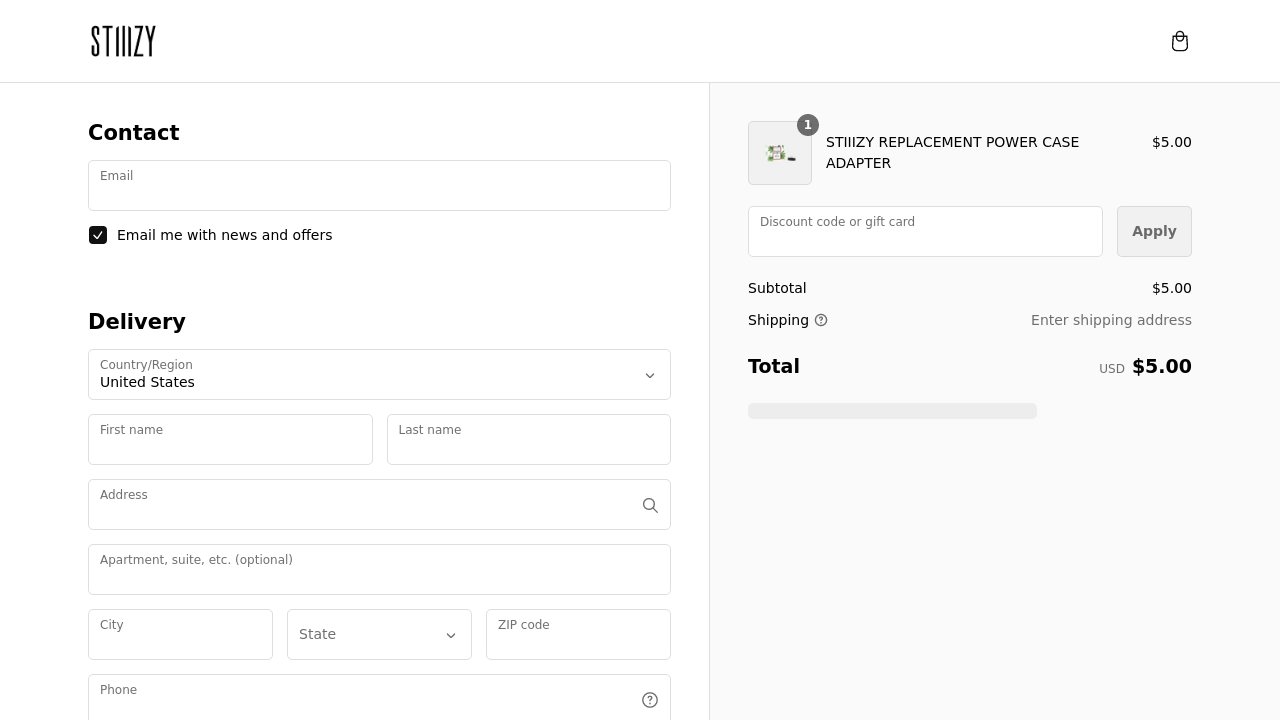 STIIIZY
Contact
Email
Email me with news and offers
Delivery
Country/Region
United States
First name
Last name
Address
Apartment, suite, etc. (optional)
City
State
ZIP code
Phone
1
STIIIZY REPLACEMENT POWER CASE
ADAPTER
$5.00
Discount code or gift card
Apply
Subtotal
$5.00
Shipping
Enter shipping address
Total
USD $5.00